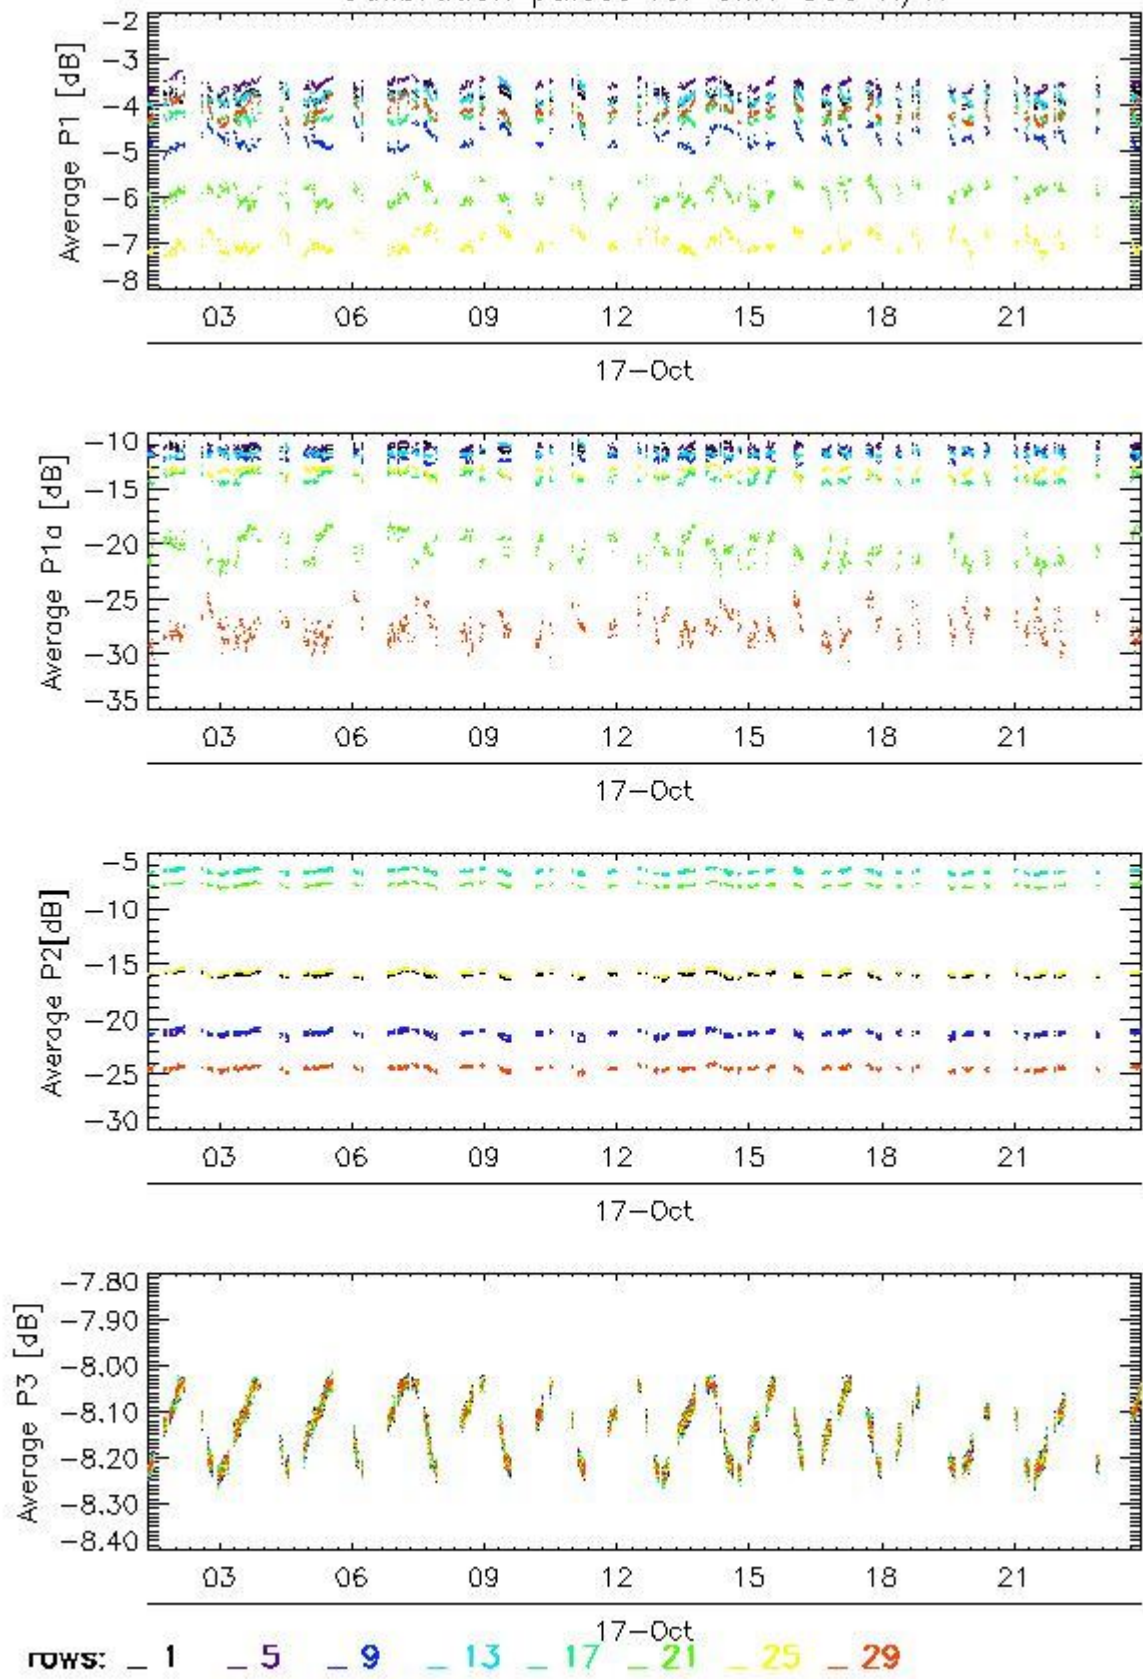 Average P1 [dB]
-2
-3
-4
-5
-6
-7
-8
03 06 09 12 15 18 21
17-Oct
Average P1a [dB]
-10
-15
-20
-25
-30
-35
03 06 09 12 15 18 21
17-Oct
Average P2[dB]
-5
-10
-15
-20
-25
-30
03 06 09 12 15 18 21
17-Oct
Average P3 [dB]
-7.80
-7.90
-8.00
-8.10
-8.20
-8.30
-8.40
03 06 09 12 15 18 21
17-Oct
rows: _ 1 _ 5 _ 9 _ 13 _ 17 _ 21 _ 25 _ 29